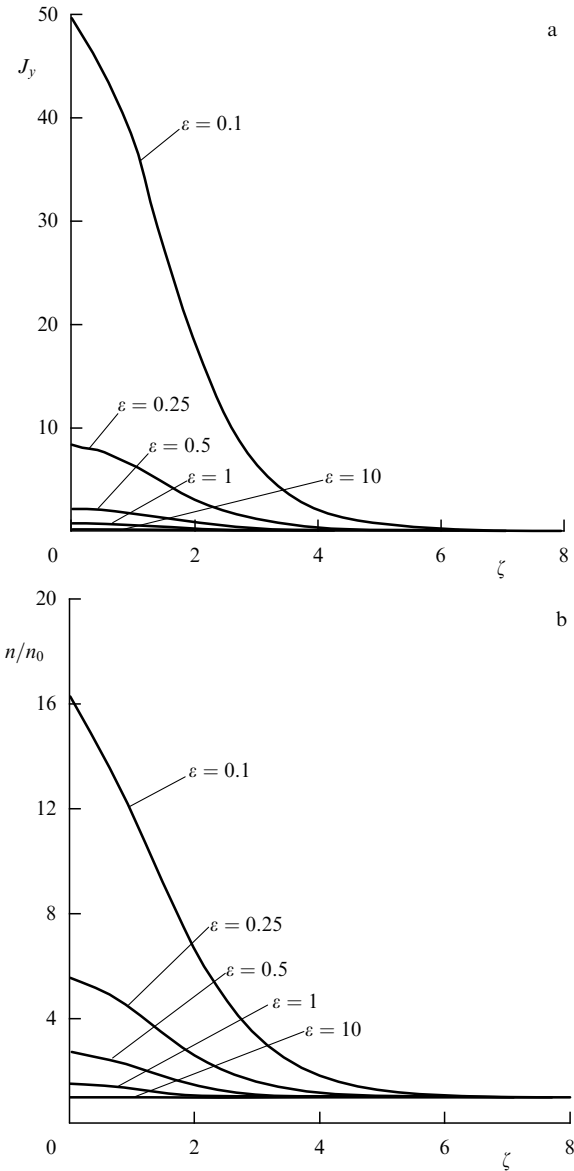 50
a
J_y
ε = 0.1
40
30
20
ε = 0.25
10
ε = 0.5
ε = 1
ε = 10
0
2
4
6
8
ζ
20
b
n/n_0
16
ε = 0.1
12
8
ε = 0.25
ε = 0.5
4
ε = 1
ε = 10
0
2
4
6
8
ζ